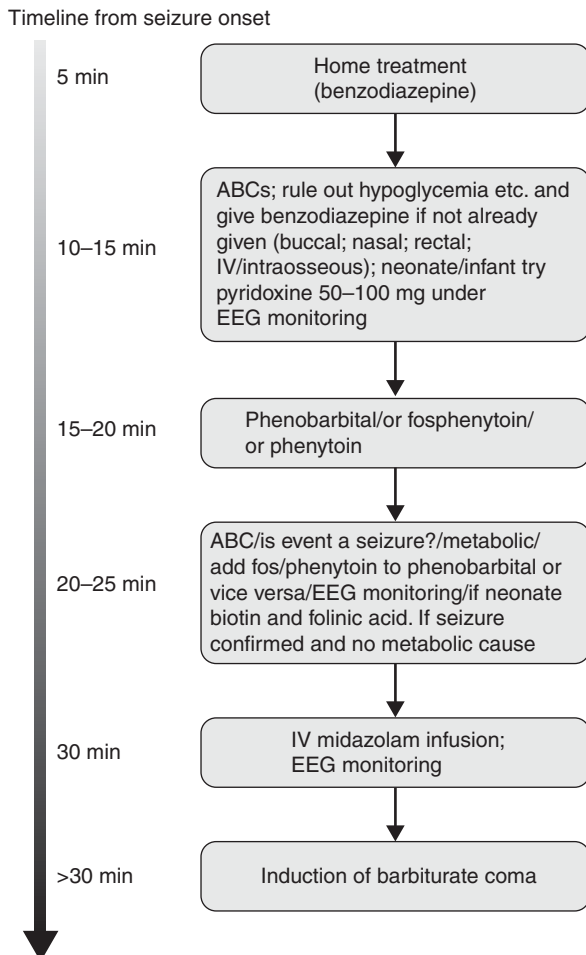 Timeline from seizure onset
5 min
Home treatment
(benzodiazepine)
10–15 min
ABCs; rule out hypoglycemia etc. and
give benzodiazepine if not already
given (buccal; nasal; rectal;
IV/intraosseous); neonate/infant try
pyridoxine 50–100 mg under
EEG monitoring
15–20 min
Phenobarbital/or fosphenytoin/
or phenytoin
20–25 min
ABC/is event a seizure?/metabolic/
add fos/phenytoin to phenobarbital or
vice versa/EEG monitoring/if neonate
biotin and folinic acid. If seizure
confirmed and no metabolic cause
30 min
IV midazolam infusion;
EEG monitoring
>30 min
Induction of barbiturate coma